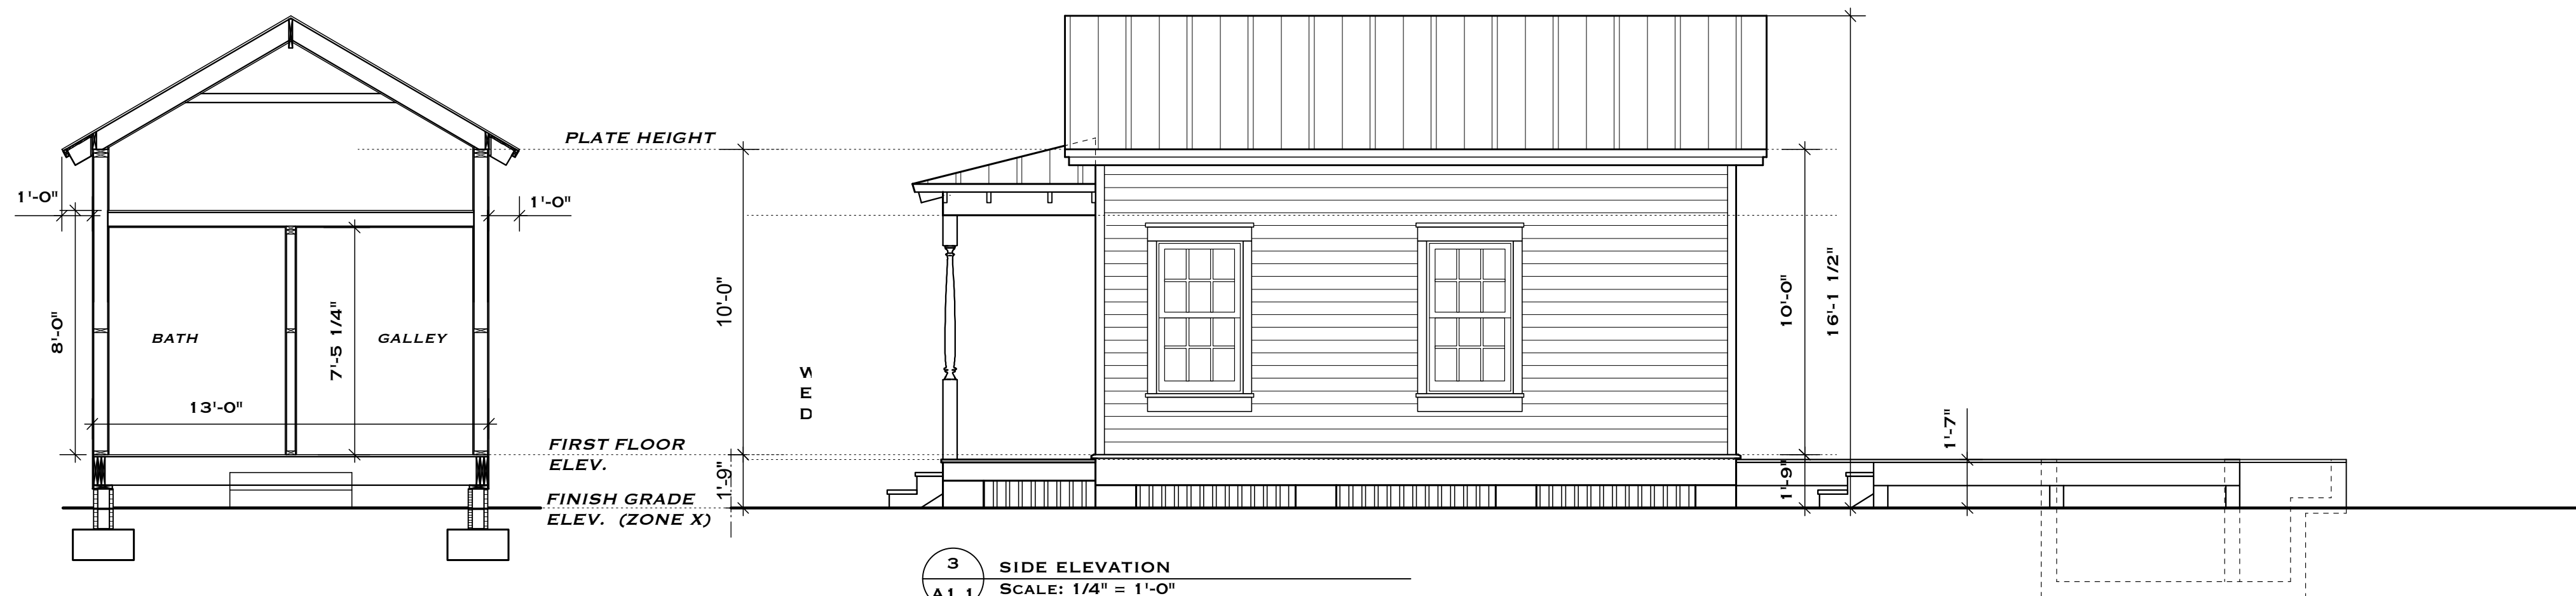 PLATE HEIGHT
1'-0"
1'-0"
8'-0"
BATH
7'-5 1/4"
GALLEY
13'-0"
10'-0"
W
E
D
10'-0"
16'-1 1/2"
FIRST FLOOR
ELEV.
1'-9"
FINISH GRADE
ELEV. (ZONE X)
1'-9"
1'-7"
3
A1.1
SIDE ELEVATION
SCALE: 1/4" = 1'-0"